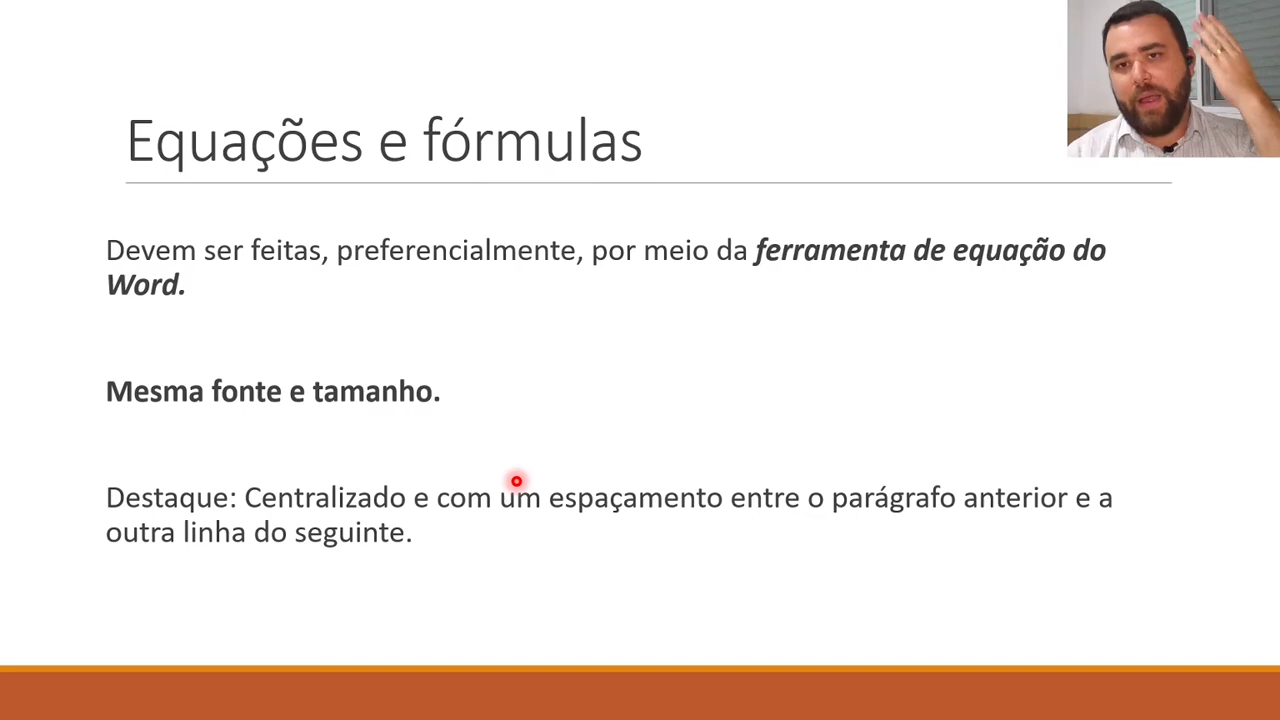 Equações e fórmulas
Devem ser feitas, preferencialmente, por meio da ferramenta de equação do
Word.
Mesma fonte e tamanho.
Destaque: Centralizado e com um espaçamento entre o parágrafo anterior e a
outra linha do seguinte.